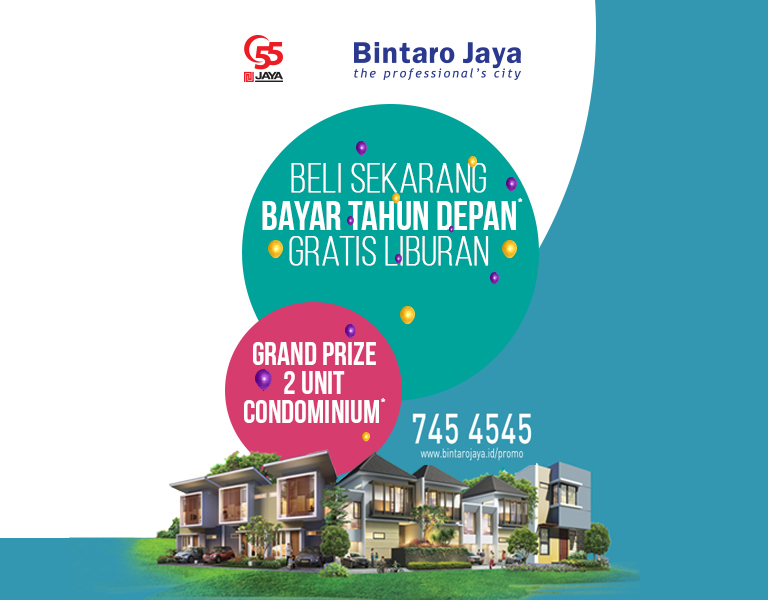 55
JAYA
Bintaro Jaya
the professional's city
BELI SEKARANG
BAYAR TAHUN DEPAN*
GRATIS LIBURAN
GRAND PRIZE
2 UNIT
CONDOMINIUM*
745 4545
www.bintarojaya.id/promo